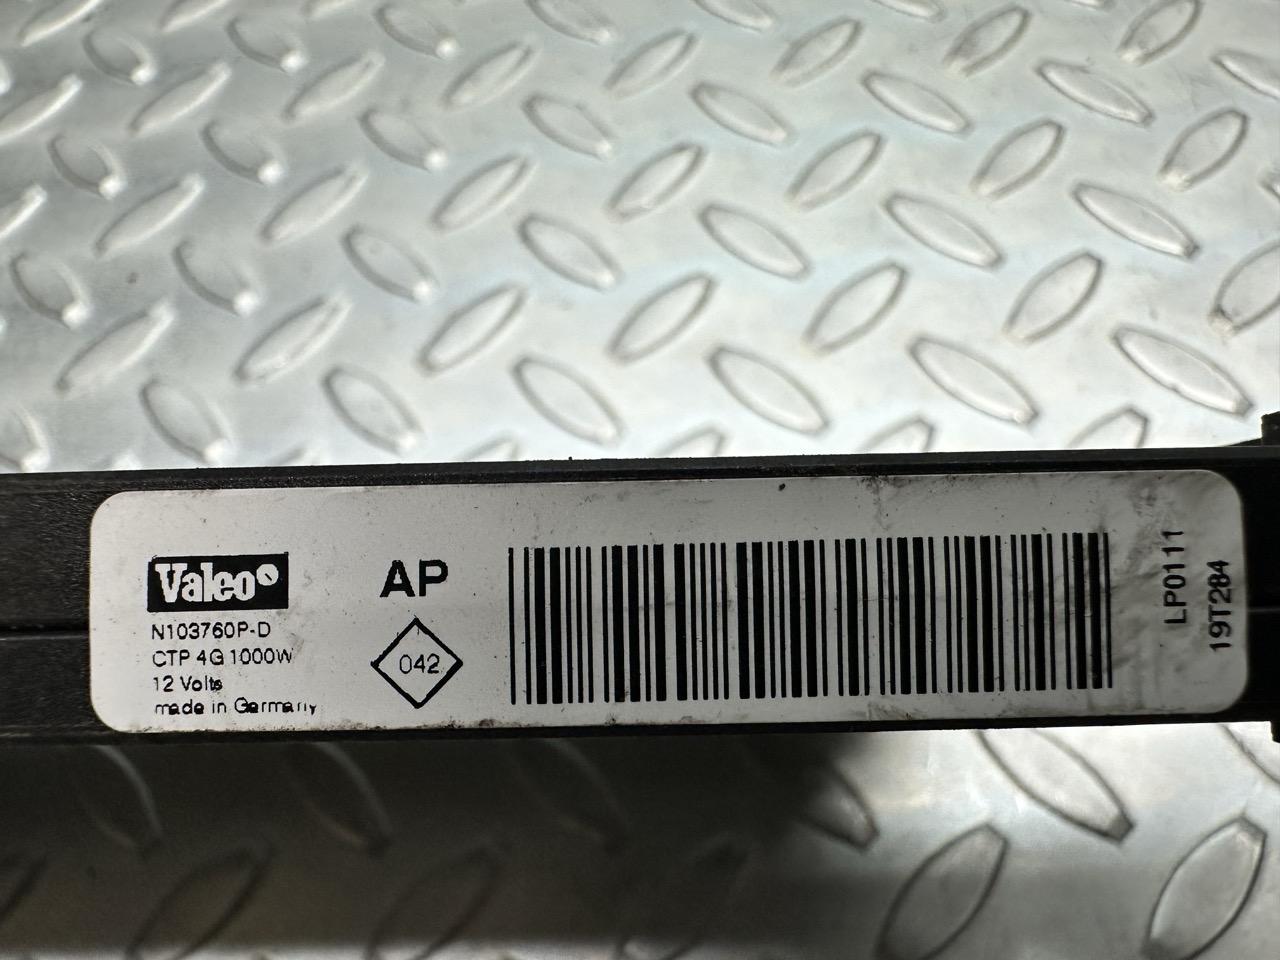 Valeo
N103760P-D
CTP 4G 1000W
12 Volts
made in Germany
AP
042
LP0111
19T284